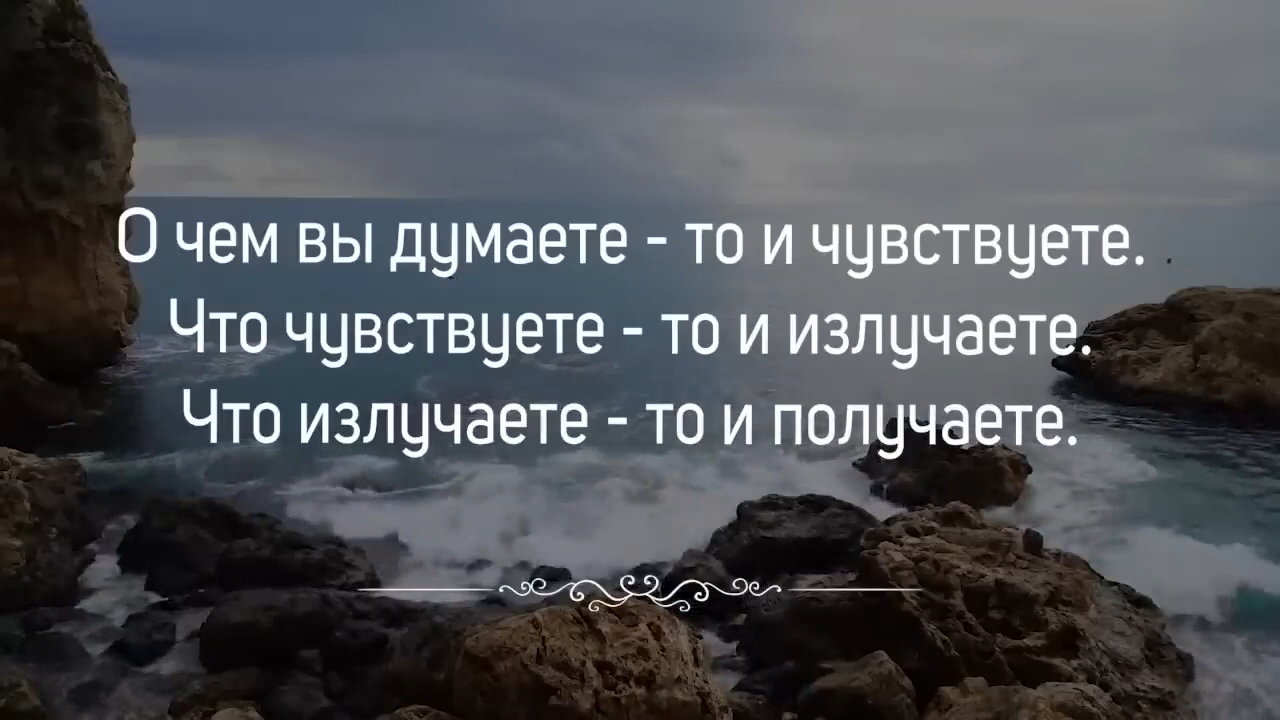 О чем вы думаете - то и чувствуете.
Что чувствуете - то и излучаете.
Что излучаете - то и получаете.